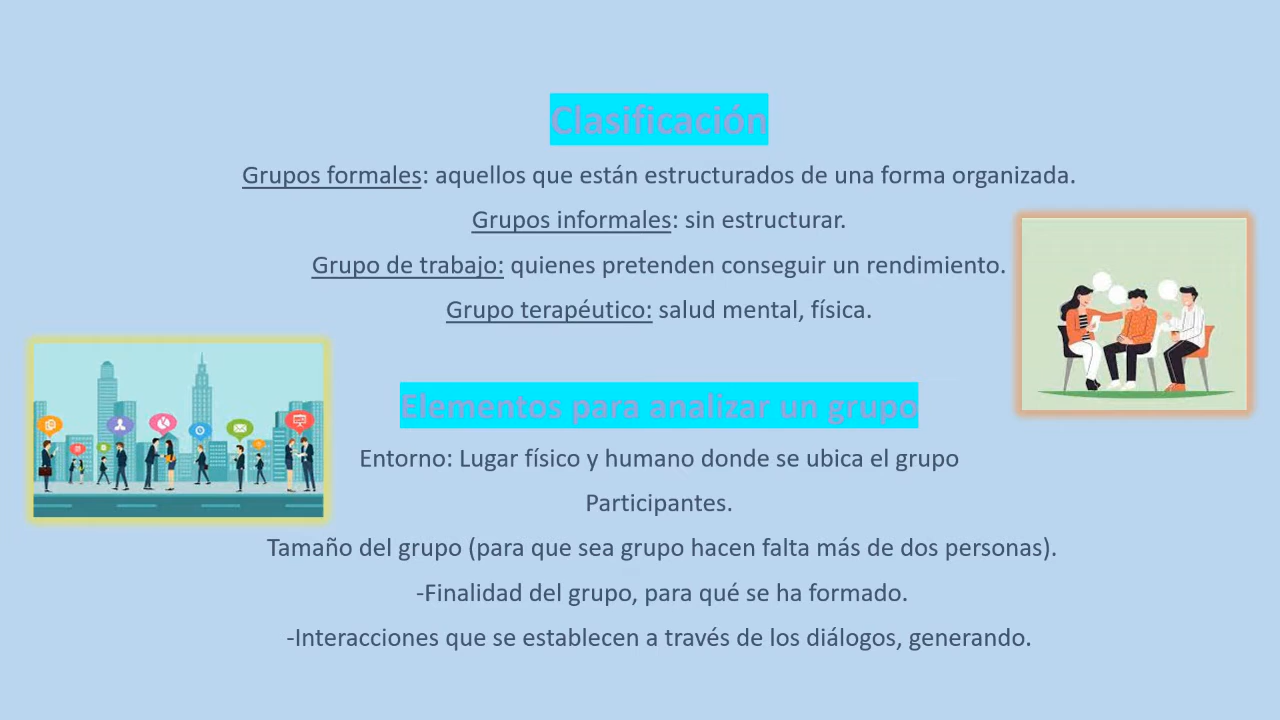 Clasificación
Grupos formales: aquellos que están estructurados de una forma organizada.
Grupos informales: sin estructurar.
Grupo de trabajo: quienes pretenden conseguir un rendimiento.
Grupo terapéutico: salud mental, física.
Elementos para analizar un grupo
Entorno: Lugar físico y humano donde se ubica el grupo
Participantes.
Tamaño del grupo (para que sea grupo hacen falta más de dos personas).
-Finalidad del grupo, para qué se ha formado.
-Interacciones que se establecen a través de los diálogos, generando.